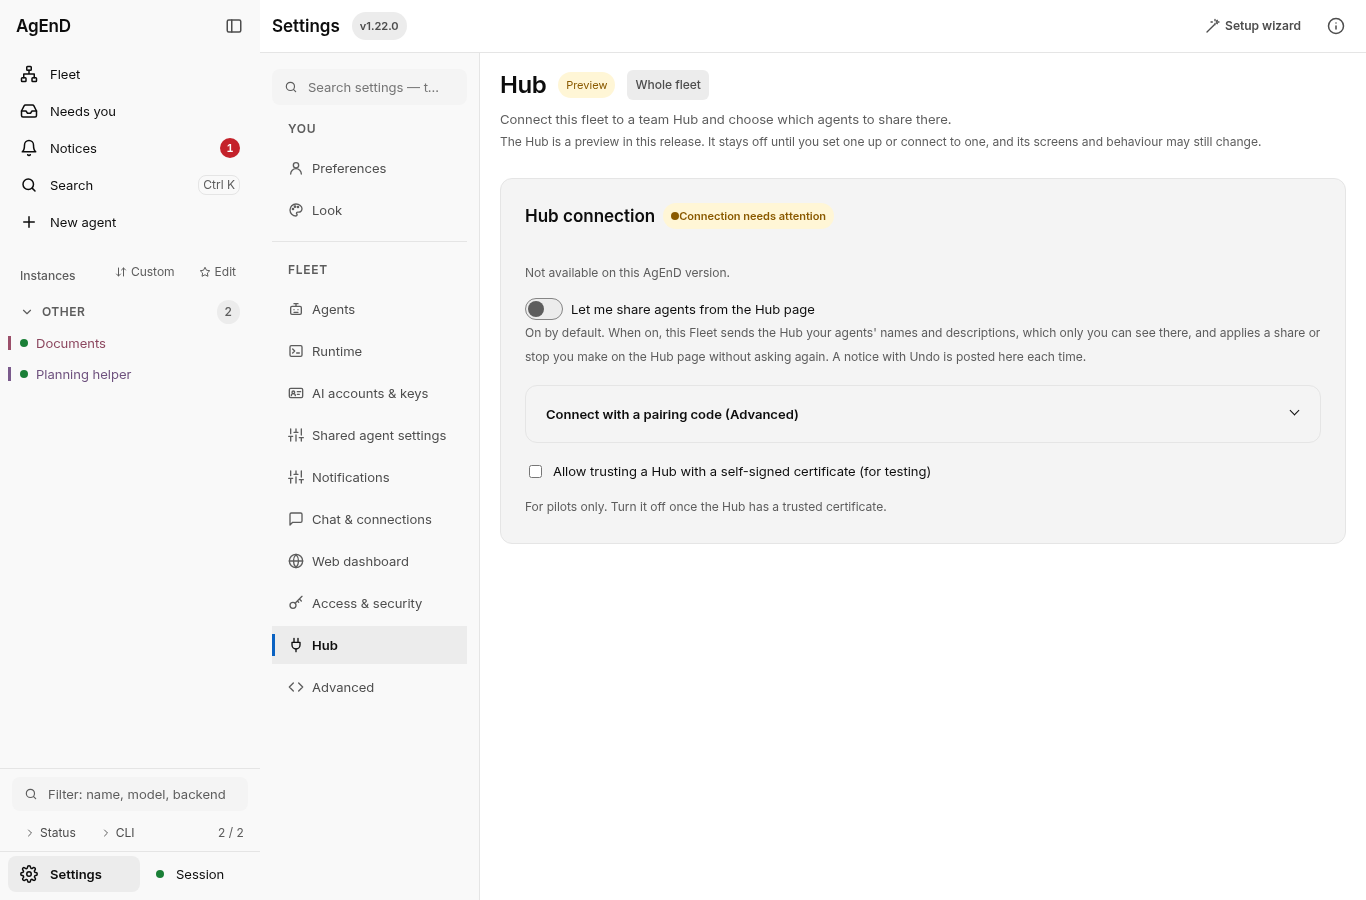 AgEnD
Fleet
Needs you
Notices
1
Search
Ctrl K
New agent
Instances
Custom
Edit
OTHER
2
Documents
Planning helper
Filter: name, model, backend
Status
CLI
2 / 2
Settings
Session
Settings
v1.22.0
Setup wizard
Search settings — t...
YOU
Preferences
Look
FLEET
Agents
Runtime
AI accounts & keys
Shared agent settings
Notifications
Chat & connections
Web dashboard
Access & security
Hub
Advanced
Hub
Preview
Whole fleet
Connect this fleet to a team Hub and choose which agents to share there.
The Hub is a preview in this release. It stays off until you set one up or connect to one, and its screens and behaviour may still change.
Hub connection
Connection needs attention
Not available on this AgEnD version.
Let me share agents from the Hub page
On by default. When on, this Fleet sends the Hub your agents' names and descriptions, which only you can see there, and applies a share or
stop you make on the Hub page without asking again. A notice with Undo is posted here each time.
Connect with a pairing code (Advanced)
Allow trusting a Hub with a self-signed certificate (for testing)
For pilots only. Turn it off once the Hub has a trusted certificate.